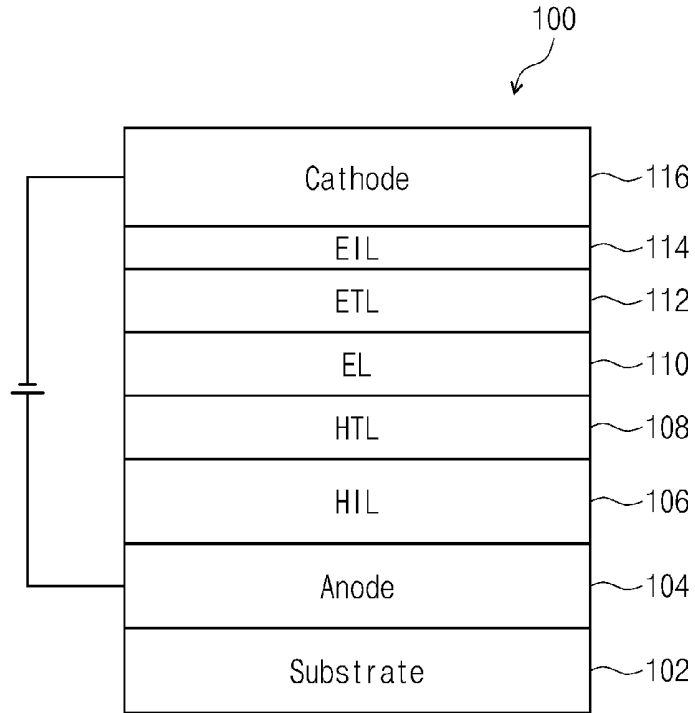 100
Cathode 116
EIL 114
ETL 112
EL 110
HTL 108
HIL 106
Anode 104
Substrate 102